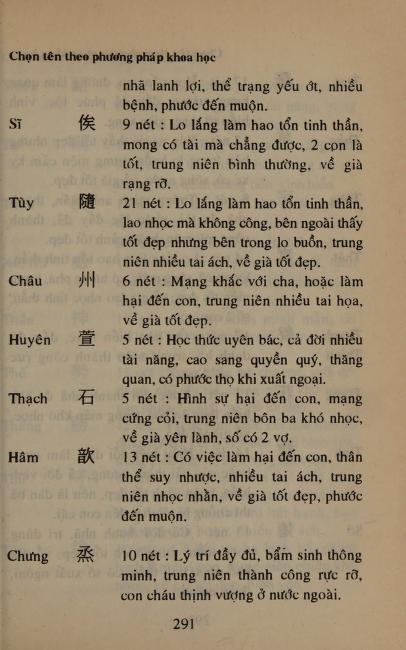 Chọn tên theo phương pháp khoa học
nhã lanh lợi, thể trạng yếu ớt, nhiều
bệnh, phước đến muộn.
Sĩ 俟 9 nét : Lo lắng làm hao tổn tinh thần,
mong có tài mà chẳng được, 2 con là
tốt, trung niên bình thường, về già
rạng rỡ.
Tùy 隨 21 nét : Lo lắng làm hao tổn tinh thần,
lao nhọc mà không công, bên ngoài thấy
tốt đẹp nhưng bên trong lo buồn, trung
niên nhiều tai ách, về già tốt đẹp.
Châu 州 6 nét : Mạng khắc với cha, hoặc làm
hại đến con, trung niên nhiều tai họa,
về già tốt đẹp.
Huyên 萱 5 nét : Học thức uyên bác, cả đời nhiều
tài năng, cao sang quyền quý, thăng
quan, có phước thọ khi xuất ngoại.
Thạch 石 5 nét : Hình sự hại đến con, mạng
cứng cỏi, trung niên bôn ba khó nhọc,
về già yên lành, số có 2 vợ.
Hâm 歆 13 nét : Có việc làm hại đến con, thân
thể suy nhược, nhiều tai ách, trung
niên nhọc nhằn, về già tốt đẹp, phước
đến muộn.
Chưng 烝 10 nét : Lý trí đầy đủ, bẩm sinh thông
minh, trung niên thành công rực rỡ,
con cháu thịnh vượng ở nước ngoài.
291